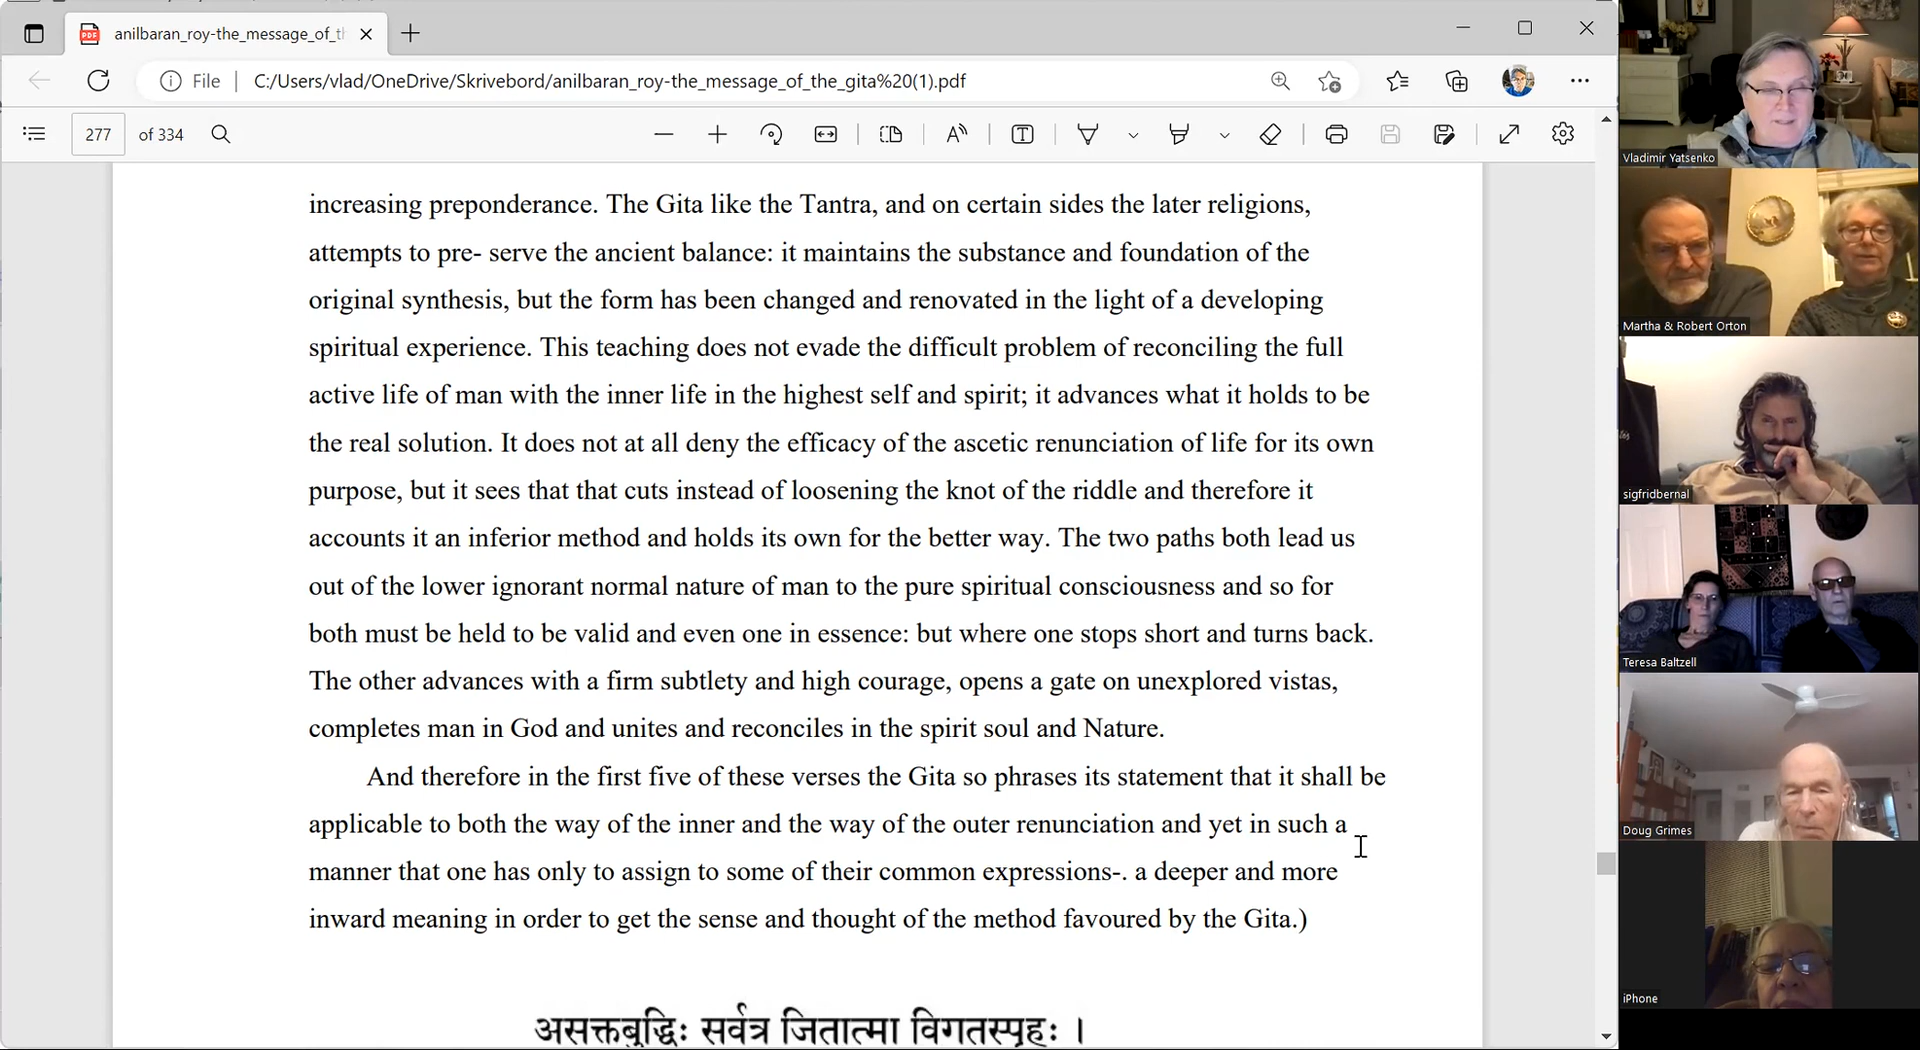 anilbaran_roy-the_message_of_th
File
C:/Users/vlad/OneDrive/Skrivebord/anilbaran_roy-the_message_of_the_gita%20(1).pdf
277 of 334
increasing preponderance. The Gita like the Tantra, and on certain sides the later religions,
attempts to pre- serve the ancient balance: it maintains the substance and foundation of the
original synthesis, but the form has been changed and renovated in the light of a developing
spiritual experience. This teaching does not evade the difficult problem of reconciling the full
active life of man with the inner life in the highest self and spirit; it advances what it holds to be
the real solution. It does not at all deny the efficacy of the ascetic renunciation of life for its own
purpose, but it sees that that cuts instead of loosening the knot of the riddle and therefore it
accounts it an inferior method and holds its own for the better way. The two paths both lead us
out of the lower ignorant normal nature of man to the pure spiritual consciousness and so for
both must be held to be valid and even one in essence: but where one stops short and turns back.
The other advances with a firm subtlety and high courage, opens a gate on unexplored vistas,
completes man in God and unites and reconciles in the spirit soul and Nature.
And therefore in the first five of these verses the Gita so phrases its statement that it shall be
applicable to both the way of the inner and the way of the outer renunciation and yet in such a
manner that one has only to assign to some of their common expressions-. a deeper and more
inward meaning in order to get the sense and thought of the method favoured by the Gita.)
असक्तबुद्धिः सर्वत्र जितात्मा विगतस्पृहः ।
Vladimir Yatsenko
Martha & Robert Orton
sigfridbernal
Teresa Baltzell
Doug Grimes
iPhone